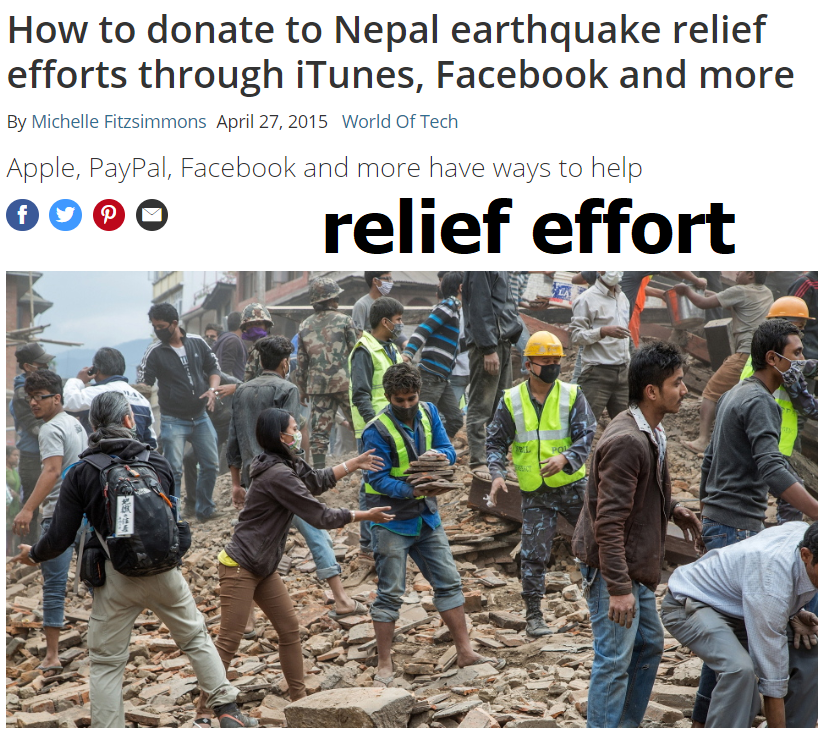 How to donate to Nepal earthquake relief
efforts through iTunes, Facebook and more
By Michelle Fitzsimmons April 27, 2015 World Of Tech
Apple, PayPal, Facebook and more have ways to help
relief effort